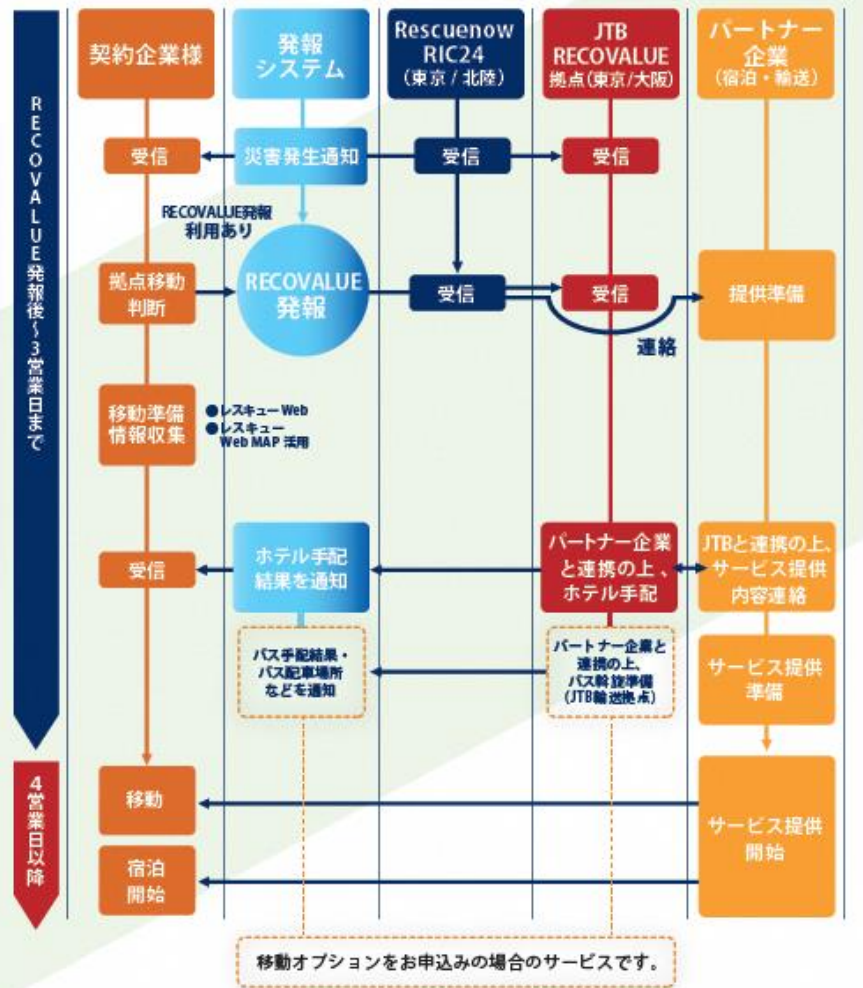 契約企業様
発報
システム
Rescuenow
RIC24
（東京 / 北陸）
JTB
RECOVALUE
拠点（東京/大阪）
パートナー
企業
（宿泊・輸送）
RECOVALUE発報後～3営業日まで
受信
災害発生通知
受信
受信
RECOVALUE発報
利用あり
拠点移動
判断
RECOVALUE
発報
受信
受信
提供準備
連絡
移動準備
情報収集
●レスキューWeb
●レスキュー
Web MAP 活用
受信
ホテル手配
結果を通知
パートナー企業
と連携の上、
ホテル手配
JTBと連携の上、
サービス提供
内容連絡
バス手配結果・
バス配車場所
などを通知
パートナー企業と
連携の上、
バス斡旋準備
（JTB輸送拠点）
サービス提供
準備
4営業日以降
移動
サービス提供
開始
宿泊
開始
移動オプションをお申込みの場合のサービスです。